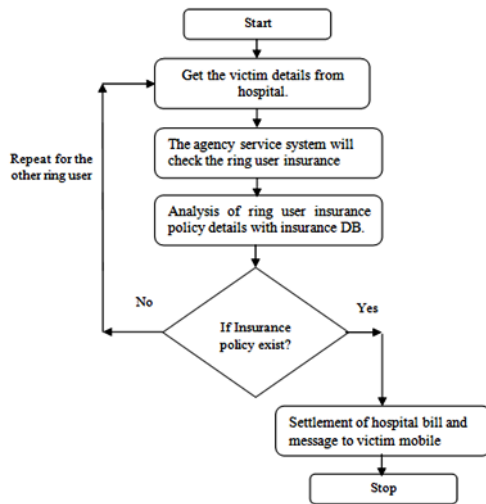 Start
Get the victim details from
hospital.
The agency service system will
check the ring user insurance
Repeat for the
other ring user
Analysis of ring user insurance
policy details with insurance DB.
No
Yes
If Insurance
policy exist?
Settlement of hospital bill and
message to victim mobile
Stop